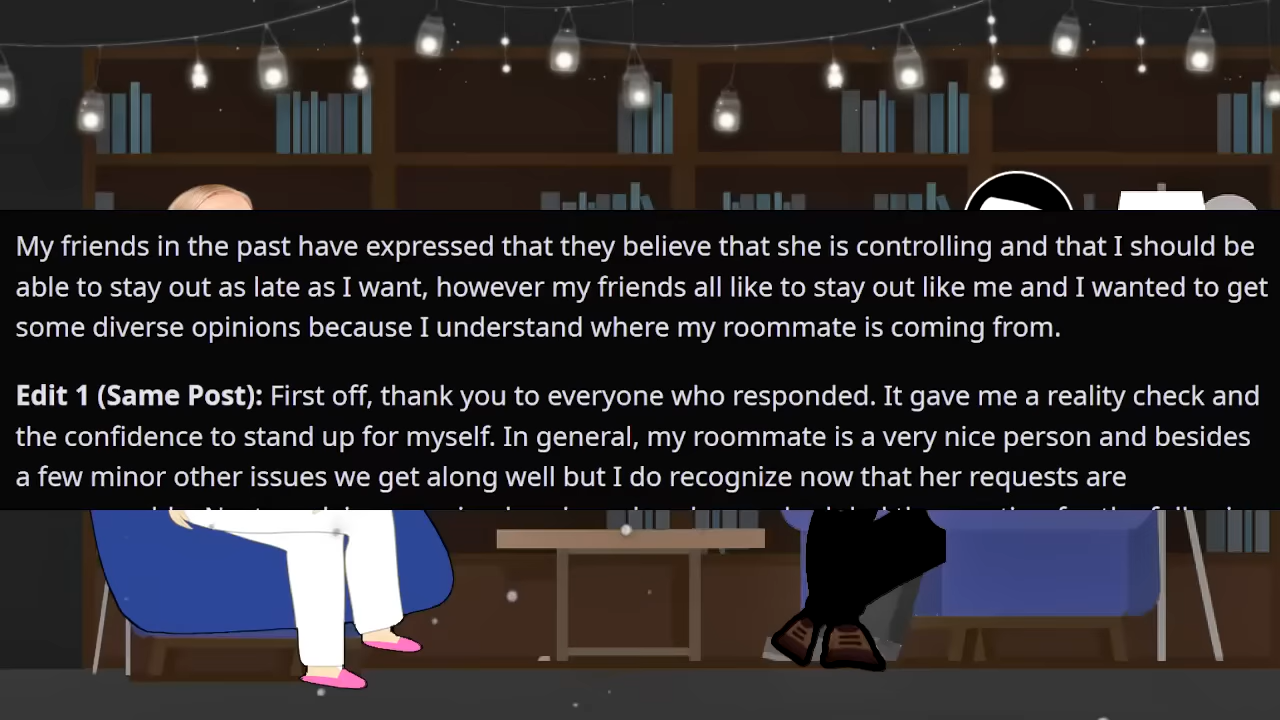 My friends in the past have expressed that they believe that she is controlling and that I should be
able to stay out as late as I want, however my friends all like to stay out like me and I wanted to get
some diverse opinions because I understand where my roommate is coming from.
Edit 1 (Same Post): First off, thank you to everyone who responded. It gave me a reality check and
the confidence to stand up for myself. In general, my roommate is a very nice person and besides
a few minor other issues we get along well but I do recognize now that her requests are